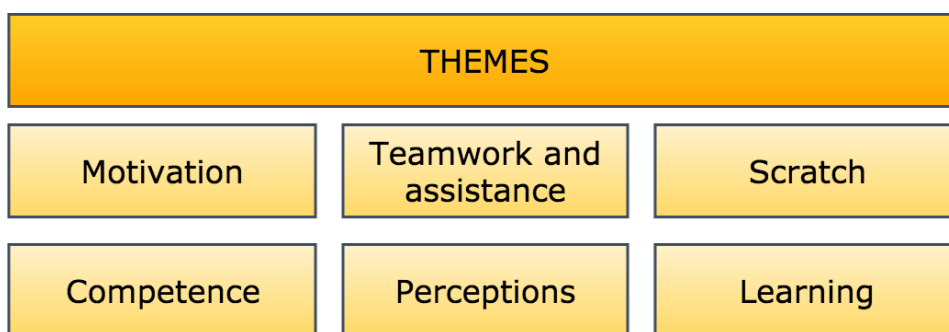 THEMES
Motivation
Teamwork and
assistance
Scratch
Competence
Perceptions
Learning